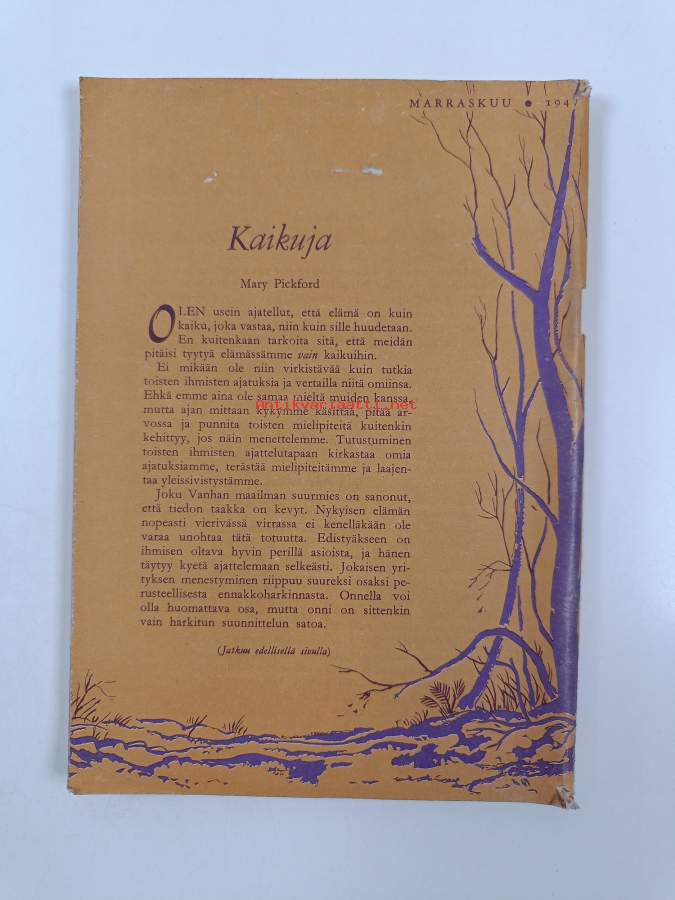 MARRASKUU • 194
Kaikuja
Mary Pickford
OLEN usein ajatellut, että elämä on kuin
kaiku, joka vastaa, niin kuin sille huudetaan.
En kuitenkaan tarkoita sitä, että meidän
pitäisi tyytyä elämässämme vain kaikuihin.
Ei mikään ole niin virkistävää kuin tutkia
toisten ihmisten ajatuksia ja vertailla niitä omiinsa.
Ehkä emme aina ole samaa mieltä muiden kanssa,
antikvariaatti.net
mutta ajan mittaan kykymme käsittää, pitää ar-
vossa ja punnita toisten mielipiteitä kuitenkin
kehittyy, jos näin menettelemme. Tutustuminen
toisten ihmisten ajattelutapaan kirkastaa omia
ajatuksiamme, terästää mielipiteitämme ja laajen-
taa yleissivistystämme.
Joku Vanhan maailman suurmies on sanonut,
että tiedon taakka on kevyt. Nykyisen elämän
nopeasti vierivässä virrassa ei kenelläkään ole
varaa unohtaa tätä totuutta. Edistyäkseen on
ihmisen oltava hyvin perillä asioista, ja hänen
täytyy kyetä ajattelemaan selkeästi. Jokaisen yri-
tyksen menestyminen riippuu suureksi osaksi pe-
rusteellisesta ennakkoharkinnasta. Onnella voi
olla huomattava osa, mutta onni on sittenkin
vain harkitun suunnittelun satoa.
(Jatkuu edellisellä sivulla)